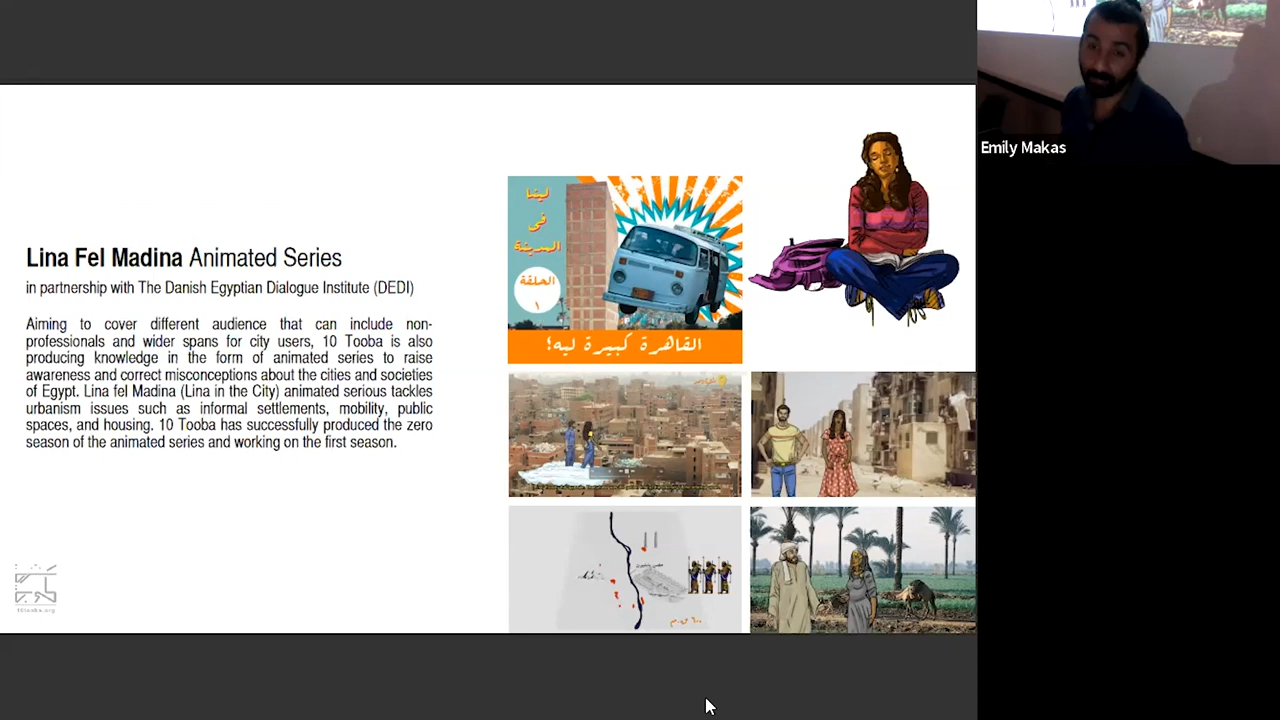 Lina Fel Madina Animated Series
in partnership with The Danish Egyptian Dialogue Institute (DEDI)
Aiming to cover different audience that can include non-
professionals and wider spans for city users, 10 Tooba is also
producing knowledge in the form of animated series to raise
awareness and correct misconceptions about the cities and societies
of Egypt. Lina fel Madina (Lina in the City) animated serious tackles
urbanism issues such as informal settlements, mobility, public
spaces, and housing. 10 Tooba has successfully produced the zero
season of the animated series and working on the first season.
10tooba.org
لينا
في
المدينة
الحلقة
١
القاهرة كبيرة ليه؟!
٦٠٠ ق.م
Emily Makas